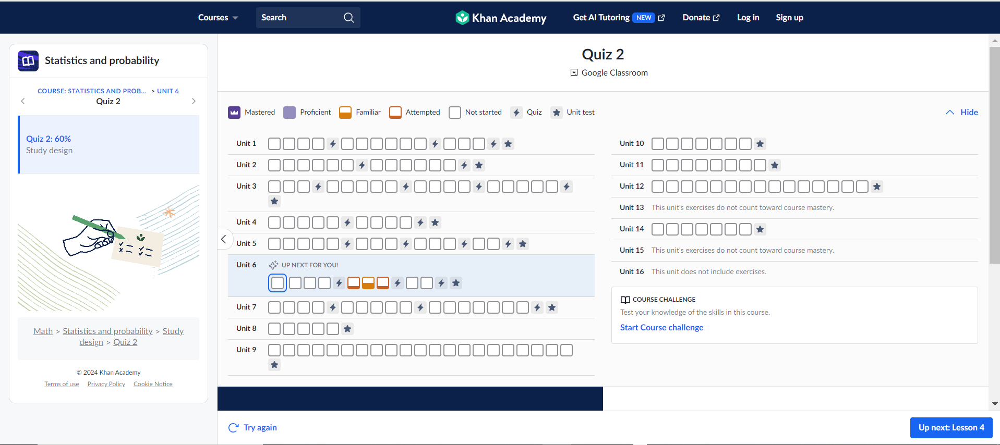 Courses
Search
Khan Academy
Get AI Tutoring NEW
Donate
Log in
Sign up
Statistics and probability
COURSE: STATISTICS AND PROB... > UNIT 6
Quiz 2
Quiz 2: 60%
Study design
Math > Statistics and probability > Study
design > Quiz 2
© 2024 Khan Academy
Terms of use Privacy Policy Cookie Notice
Quiz 2
Google Classroom
Mastered Proficient Familiar Attempted Not started Quiz Unit test
Hide
Unit 1
Unit 2
Unit 3
Unit 4
Unit 5
Unit 6 UP NEXT FOR YOU!
Unit 7
Unit 8
Unit 9
Unit 10
Unit 11
Unit 12
Unit 13 This unit's exercises do not count toward course mastery.
Unit 14
Unit 15 This unit's exercises do not count toward course mastery.
Unit 16 This unit does not include exercises.
COURSE CHALLENGE
Test your knowledge of the skills in this course.
Start Course challenge
Try again
Up next: Lesson 4